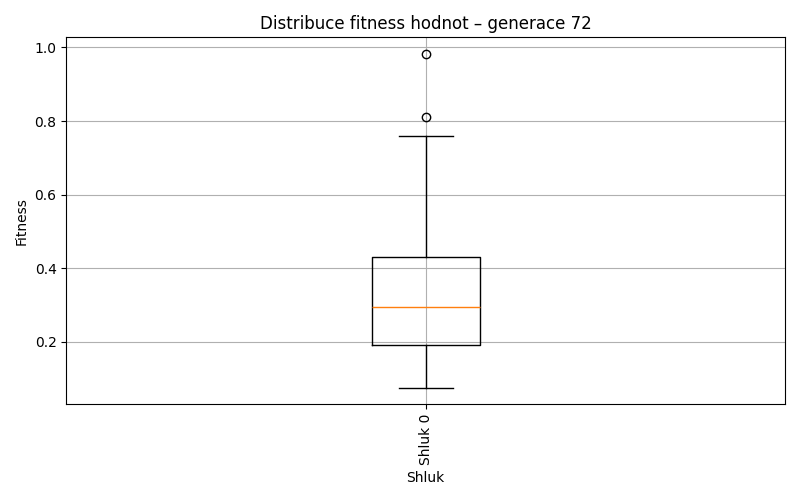 Distribuce fitness hodnot – generace 72
1.0
0.8
0.6
0.4
0.2
Fitness
Shluk 0
Shluk